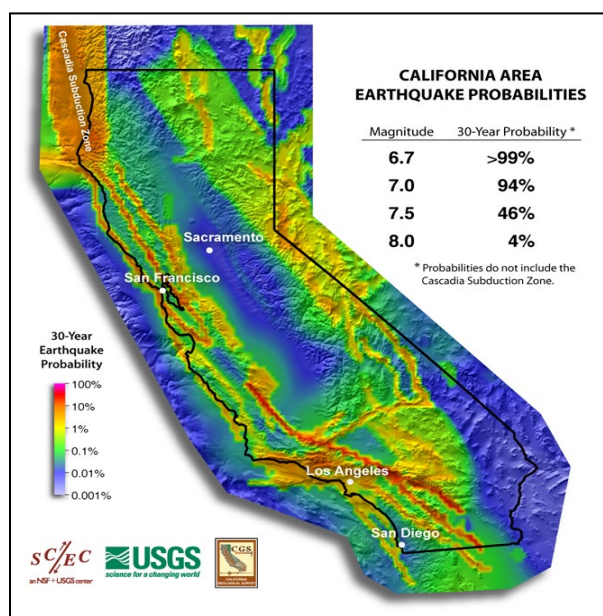 Cascadia Subduction Zone
CALIFORNIA AREA
EARTHQUAKE PROBABILITIES
Magnitude 30-Year Probability *
6.7 >99%
7.0 94%
7.5 46%
8.0 4%
* Probabilities do not include the
Cascadia Subduction Zone.
Sacramento
San Francisco
30-Year
Earthquake
Probability
100%
10%
1%
0.1%
0.01%
0.001%
Los Angeles
San Diego
SC/EC
an NSF+USGS center
USGS
science for a changing world
C.G.S.
CALIFORNIA
GEOLOGICAL SURVEY